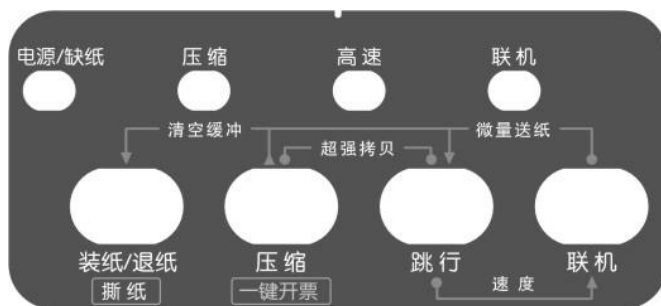 电源/缺纸 压缩 高速 联机
清空缓冲 微量送纸
超强拷贝
装纸/退纸 压缩 跳行 联机
撕纸 一键开票 速度